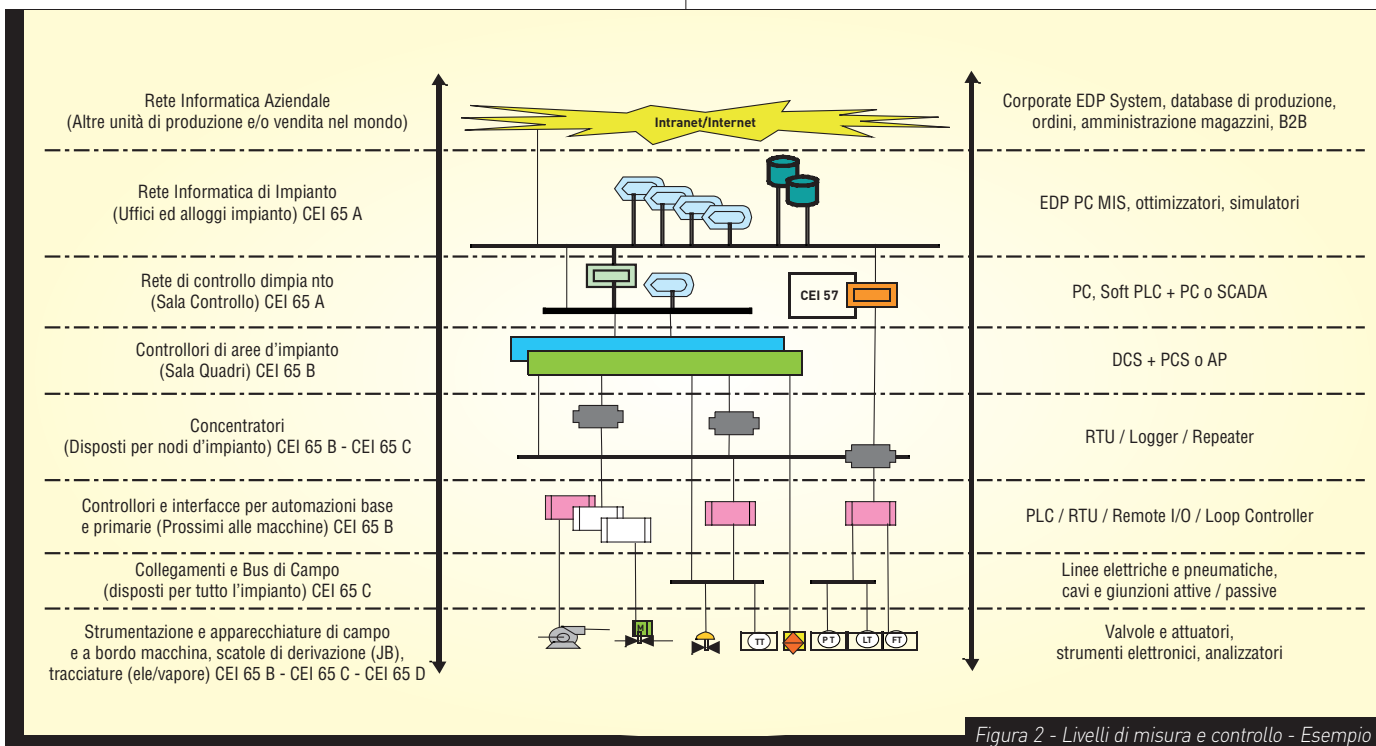 Rete Informatica Aziendale
(Altre unità di produzione e/o vendita nel mondo)
Intranet/Internet
Corporate EDP System, database di produzione,
ordini, amministrazione magazzini, B2B
Rete Informatica di Impianto
(Uffici ed alloggi impianto) CEI 65 A
EDP PC MIS, ottimizzatori, simulatori
Rete di controllo dimpia nto
(Sala Controllo) CEI 65 A
CEI 57
PC, Soft PLC + PC o SCADA
Controllori di aree d'impianto
(Sala Quadri) CEI 65 B
DCS + PCS o AP
Concentratori
(Disposti per nodi d'impianto) CEI 65 B - CEI 65 C
RTU / Logger / Repeater
Controllori e interfacce per automazioni base
e primarie (Prossimi alle macchine) CEI 65 B
PLC / RTU / Remote I/O / Loop Controller
Collegamenti e Bus di Campo
(disposti per tutto l'impianto) CEI 65 C
Linee elettriche e pneumatiche,
cavi e giunzioni attive / passive
Strumentazione e apparecchiature di campo
e a bordo macchina, scatole di derivazione (JB),
tracciature (ele/vapore) CEI 65 B - CEI 65 C - CEI 65 D
M
TT
PT
LT
FT
Valvole e attuatori,
strumenti elettronici, analizzatori
Figura 2 - Livelli di misura e controllo - Esempio